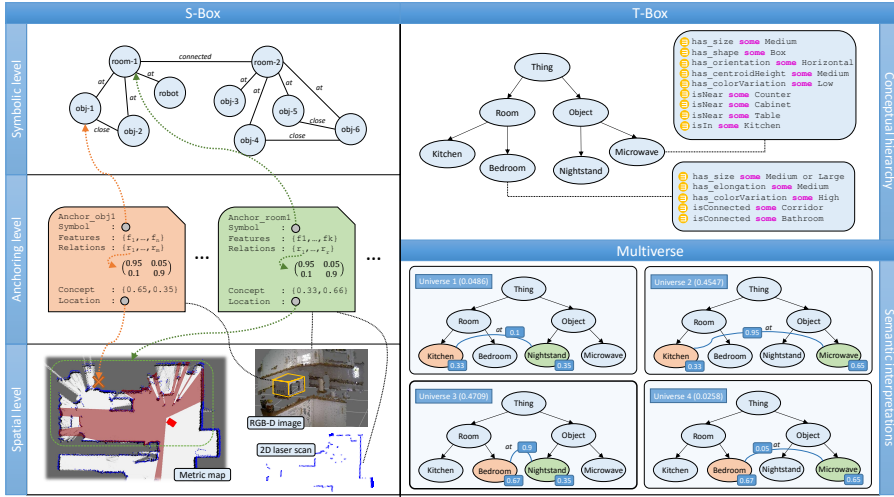 S-Box
T-Box
Symbolic level
Anchoring level
Spatial level
room-1
connected
room-2
at
at
at
robot
obj-1
close
obj-2
at
at
at
at
obj-3
obj-5
close
obj-6
obj-4
close
Anchor_obj1
Symbol :
Features : {f₁,…,fₙ}
Relations : {r₁,…,rₘ}
0.95 0.05
0.1 0.9
Concept : {0.65,0.35}
Location :
...
Anchor_room1
Symbol :
Features : {f1,…,fk}
Relations : {r₁,…,r_z}
0.95 0.05
0.1 0.9
Concept : {0.33,0.66}
Location :
...
Metric map
RGB-D image
2D laser scan
Thing
Room
Object
Kitchen
Bedroom
Nightstand
Microwave
has_size some Medium
has_shape some Box
has_orientation some Horizontal
has_centroidHeight some Medium
has_colorVariation some Low
isNear some Counter
isNear some Cabinet
isNear some Table
isIn some Kitchen
has_size some Medium or Large
has_elongation some Medium
has_colorVariation some High
isConnected some Corridor
isConnected some Bathroom
Conceptual hierarchy
Multiverse
Semantic interpretations
Universe 1 (0.0486)
Thing
Room
at
Object
0.1
Kitchen
Bedroom
Nightstand
Microwave
0.33
0.35
Universe 2 (0.4547)
Thing
Room
at
Object
0.95
Kitchen
Bedroom
Nightstand
Microwave
0.33
0.65
Universe 3 (0.4709)
Thing
Room
Object
at
0.9
Kitchen
Bedroom
Nightstand
Microwave
0.67
0.35
Universe 4 (0.0258)
Thing
Room
Object
at
0.05
Kitchen
Bedroom
Nightstand
Microwave
0.67
0.65